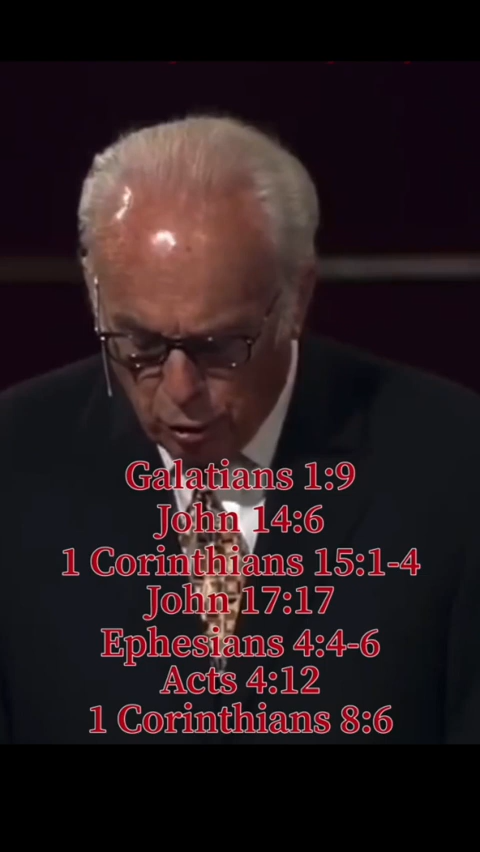 Galatians 1:9
John 14:6
1 Corinthians 15:1-4
John 17:17
Ephesians 4:4-6
Acts 4:12
1 Corinthians 8:6